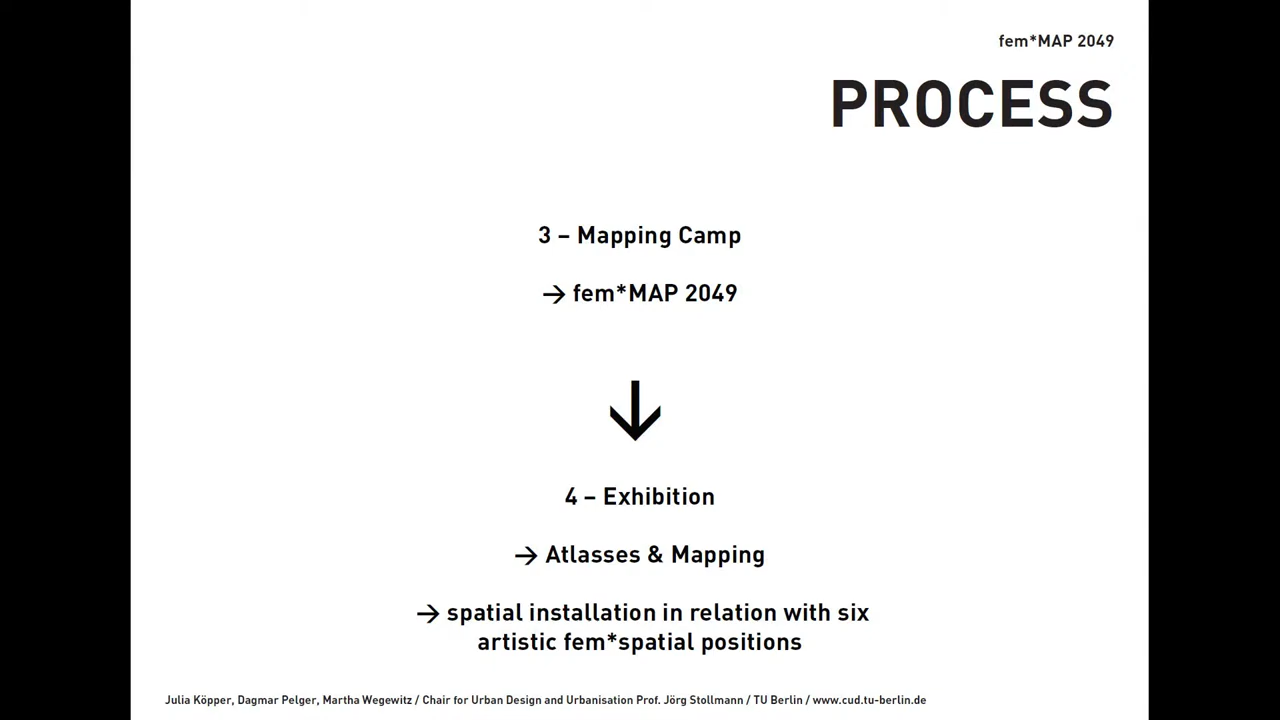 fem*MAP 2049
PROCESS
3 – Mapping Camp
→ fem*MAP 2049
↓
4 – Exhibition
→ Atlasses & Mapping
→ spatial installation in relation with six
artistic fem*spatial positions
Julia Köpper, Dagmar Pelger, Martha Wegewitz / Chair for Urban Design and Urbanisation Prof. Jörg Stollmann / TU Berlin / www.cud.tu-berlin.de